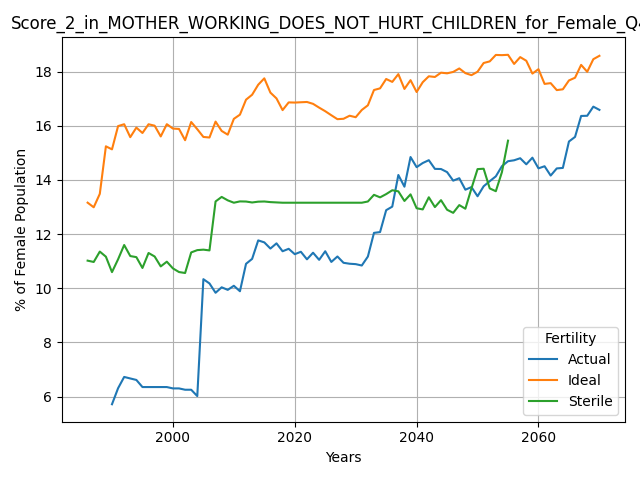 Score_2_in_MOTHER_WORKING_DOES_NOT_HURT_CHILDREN_for_Female_Q4
18
16
14
12
10
8
6
% of Female Population
2000
2020
2040
2060
Years
Fertility
Actual
Ideal
Sterile